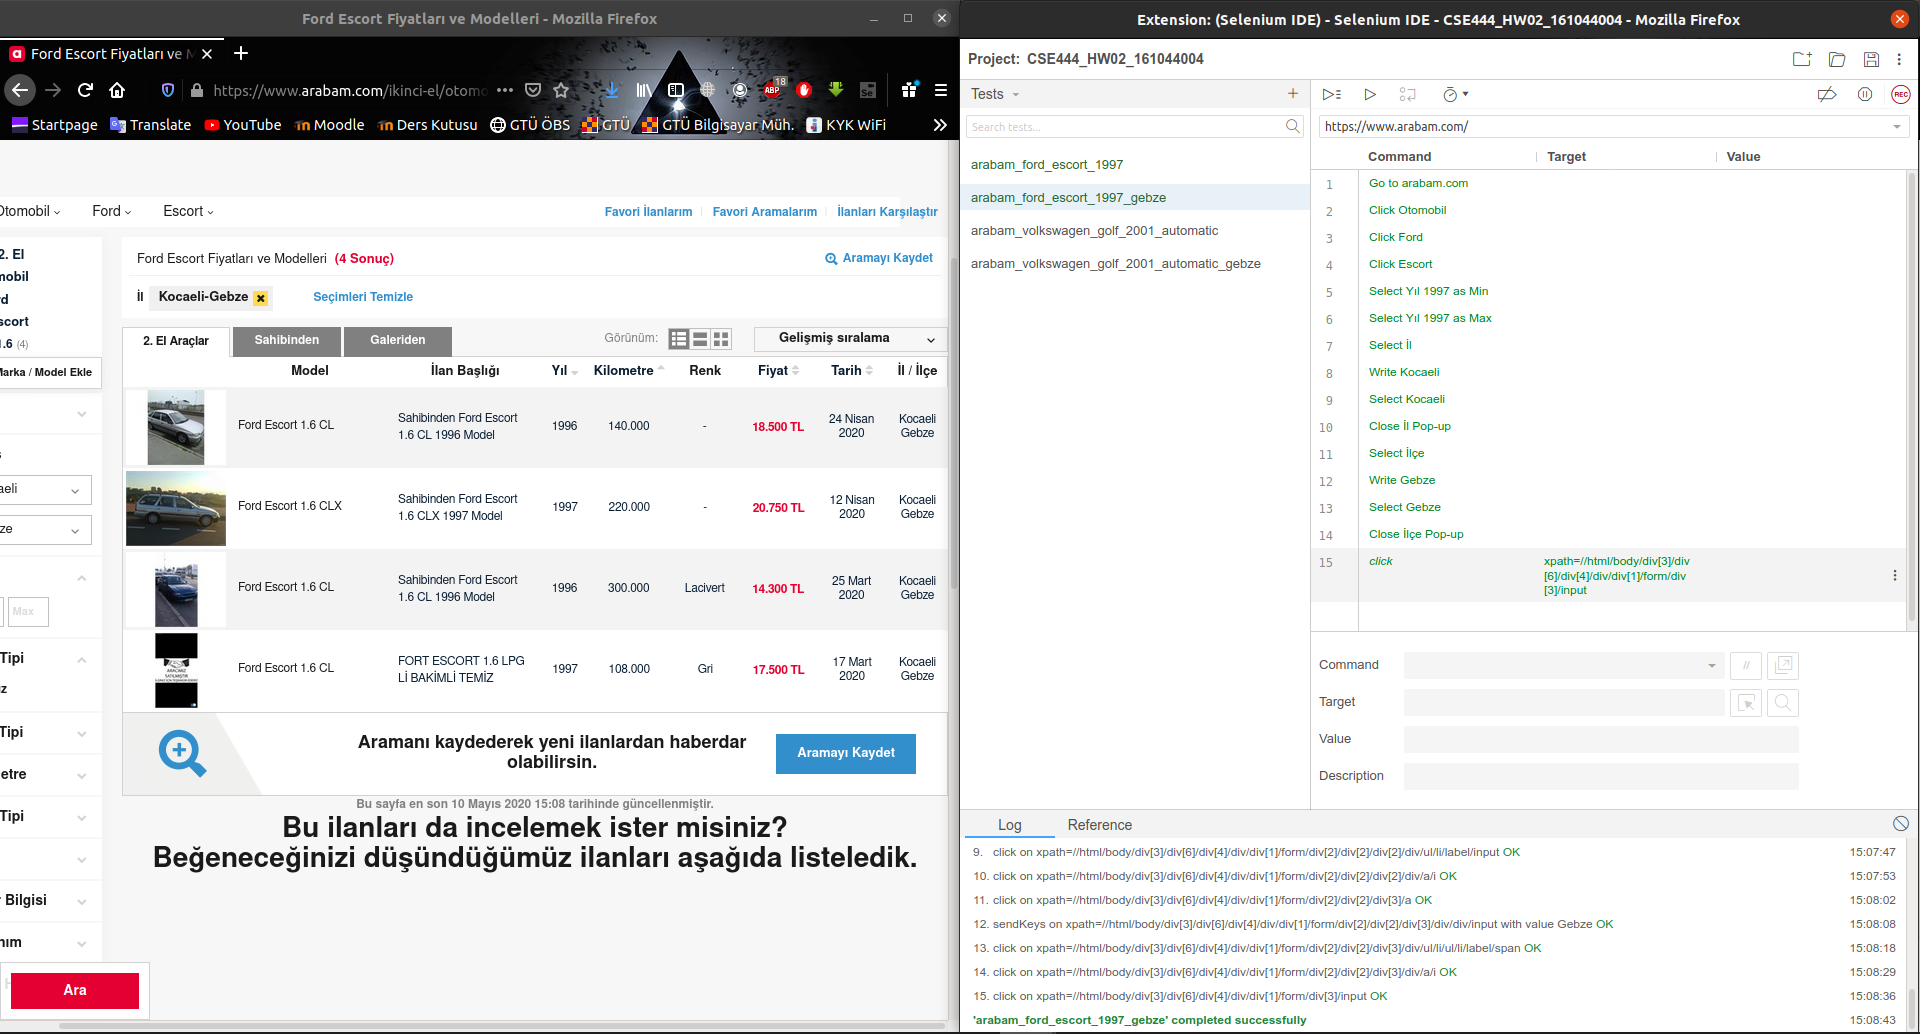 Ford Escort Fiyatları ve Modelleri - Mozilla Firefox
Ford Escort Fiyatları ve M
https://www.arabam.com/ikinci-el/otomo
18
ABP
Se
Startpage
Translate
YouTube
Moodle
Ders Kutusu
GTÜ ÖBS
GTÜ
GTÜ Bilgisayar Müh.
KYK WiFi
Otomobil
Ford
Escort
Favori İlanlarım
Favori Aramalarım
İlanları Karşılaştır
2. El
mobil
rd
scort
1.6 (4)
Marka / Model Ekle
aeli
ze
Max
Tipi
ız
Tipi
etre
Tipi
r Bilgisi
nım
Ara
Ford Escort Fiyatları ve Modelleri (4 Sonuç)
Aramayı Kaydet
İl Kocaeli-Gebze
Seçimleri Temizle
2. El Araçlar
Sahibinden
Galeriden
Görünüm:
Gelişmiş sıralama
Model İlan Başlığı Yıl Kilometre Renk Fiyat Tarih İl / İlçe
Ford Escort 1.6 CL Sahibinden Ford Escort 1.6 CL 1996 Model 1996 140.000 - 18.500 TL 24 Nisan 2020 Kocaeli Gebze
Ford Escort 1.6 CLX Sahibinden Ford Escort 1.6 CLX 1997 Model 1997 220.000 - 20.750 TL 12 Nisan 2020 Kocaeli Gebze
Ford Escort 1.6 CL Sahibinden Ford Escort 1.6 CL 1996 Model 1996 300.000 Lacivert 14.300 TL 25 Mart 2020 Kocaeli Gebze
Ford Escort 1.6 CL FORT ESCORT 1.6 LPG Lİ BAKİMLİ TEMİZ 1997 108.000 Gri 17.500 TL 17 Mart 2020 Kocaeli Gebze
Aramanı kaydederek yeni ilanlardan haberdar
olabilirsin.
Aramayı Kaydet
Bu sayfa en son 10 Mayıs 2020 15:08 tarihinde güncellenmiştir.
Bu ilanları da incelemek ister misiniz?
Beğeneceğinizi düşündüğümüz ilanları aşağıda listeledik.
Extension: (Selenium IDE) - Selenium IDE - CSE444_HW02_161044004 - Mozilla Firefox
Project: CSE444_HW02_161044004
Tests
Search tests...
arabam_ford_escort_1997
arabam_ford_escort_1997_gebze
arabam_volkswagen_golf_2001_automatic
arabam_volkswagen_golf_2001_automatic_gebze
REC
https://www.arabam.com/
Command Target Value
1 Go to arabam.com
2 Click Otomobil
3 Click Ford
4 Click Escort
5 Select Yıl 1997 as Min
6 Select Yıl 1997 as Max
7 Select İl
8 Write Kocaeli
9 Select Kocaeli
10 Close İl Pop-up
11 Select İlçe
12 Write Gebze
13 Select Gebze
14 Close İlçe Pop-up
15 click xpath=//html/body/div[3]/div
[6]/div[4]/div/div[1]/form/div
[3]/input
Command
//
Target
Value
Description
Log
Reference
9. click on xpath=//html/body/div[3]/div[6]/div[4]/div/div[1]/form/div[2]/div[2]/div[2]/div/ul/li/label/input OK 15:07:47
10. click on xpath=//html/body/div[3]/div[6]/div[4]/div/div[1]/form/div[2]/div[2]/div[2]/div/a/i OK 15:07:53
11. click on xpath=//html/body/div[3]/div[6]/div[4]/div/div[1]/form/div[2]/div[2]/div[3]/a OK 15:08:02
12. sendKeys on xpath=//html/body/div[3]/div[6]/div[4]/div/div[1]/form/div[2]/div[2]/div[3]/div/div/input with value Gebze OK 15:08:08
13. click on xpath=//html/body/div[3]/div[6]/div[4]/div/div[1]/form/div[2]/div[2]/div[3]/div/ul/li/ul/li/label/span OK 15:08:18
14. click on xpath=//html/body/div[3]/div[6]/div[4]/div/div[1]/form/div[2]/div[2]/div[3]/div/a/i OK 15:08:29
15. click on xpath=//html/body/div[3]/div[6]/div[4]/div/div[1]/form/div[3]/input OK 15:08:36
'arabam_ford_escort_1997_gebze' completed successfully 15:08:43